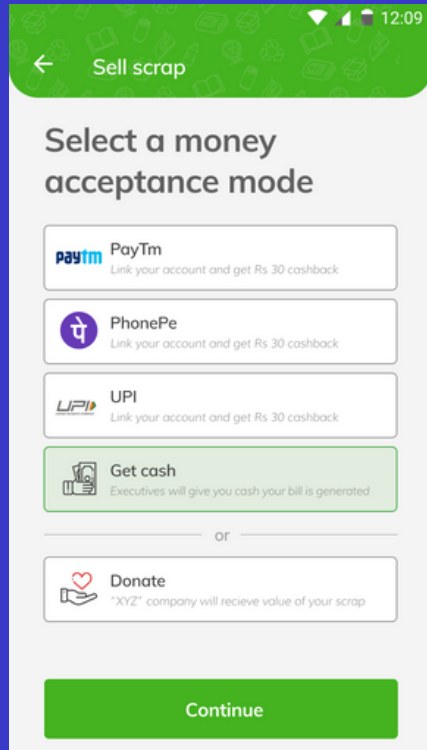 12:09
Sell scrap
Select a money
acceptance mode
paytm PayTm
Link your account and get Rs 30 cashback
पे PhonePe
Link your account and get Rs 30 cashback
UPI UPI
Link your account and get Rs 30 cashback
Get cash
Executives will give you cash your bill is generated
or
Donate
"XYZ" company will recieve value of your scrap
Continue